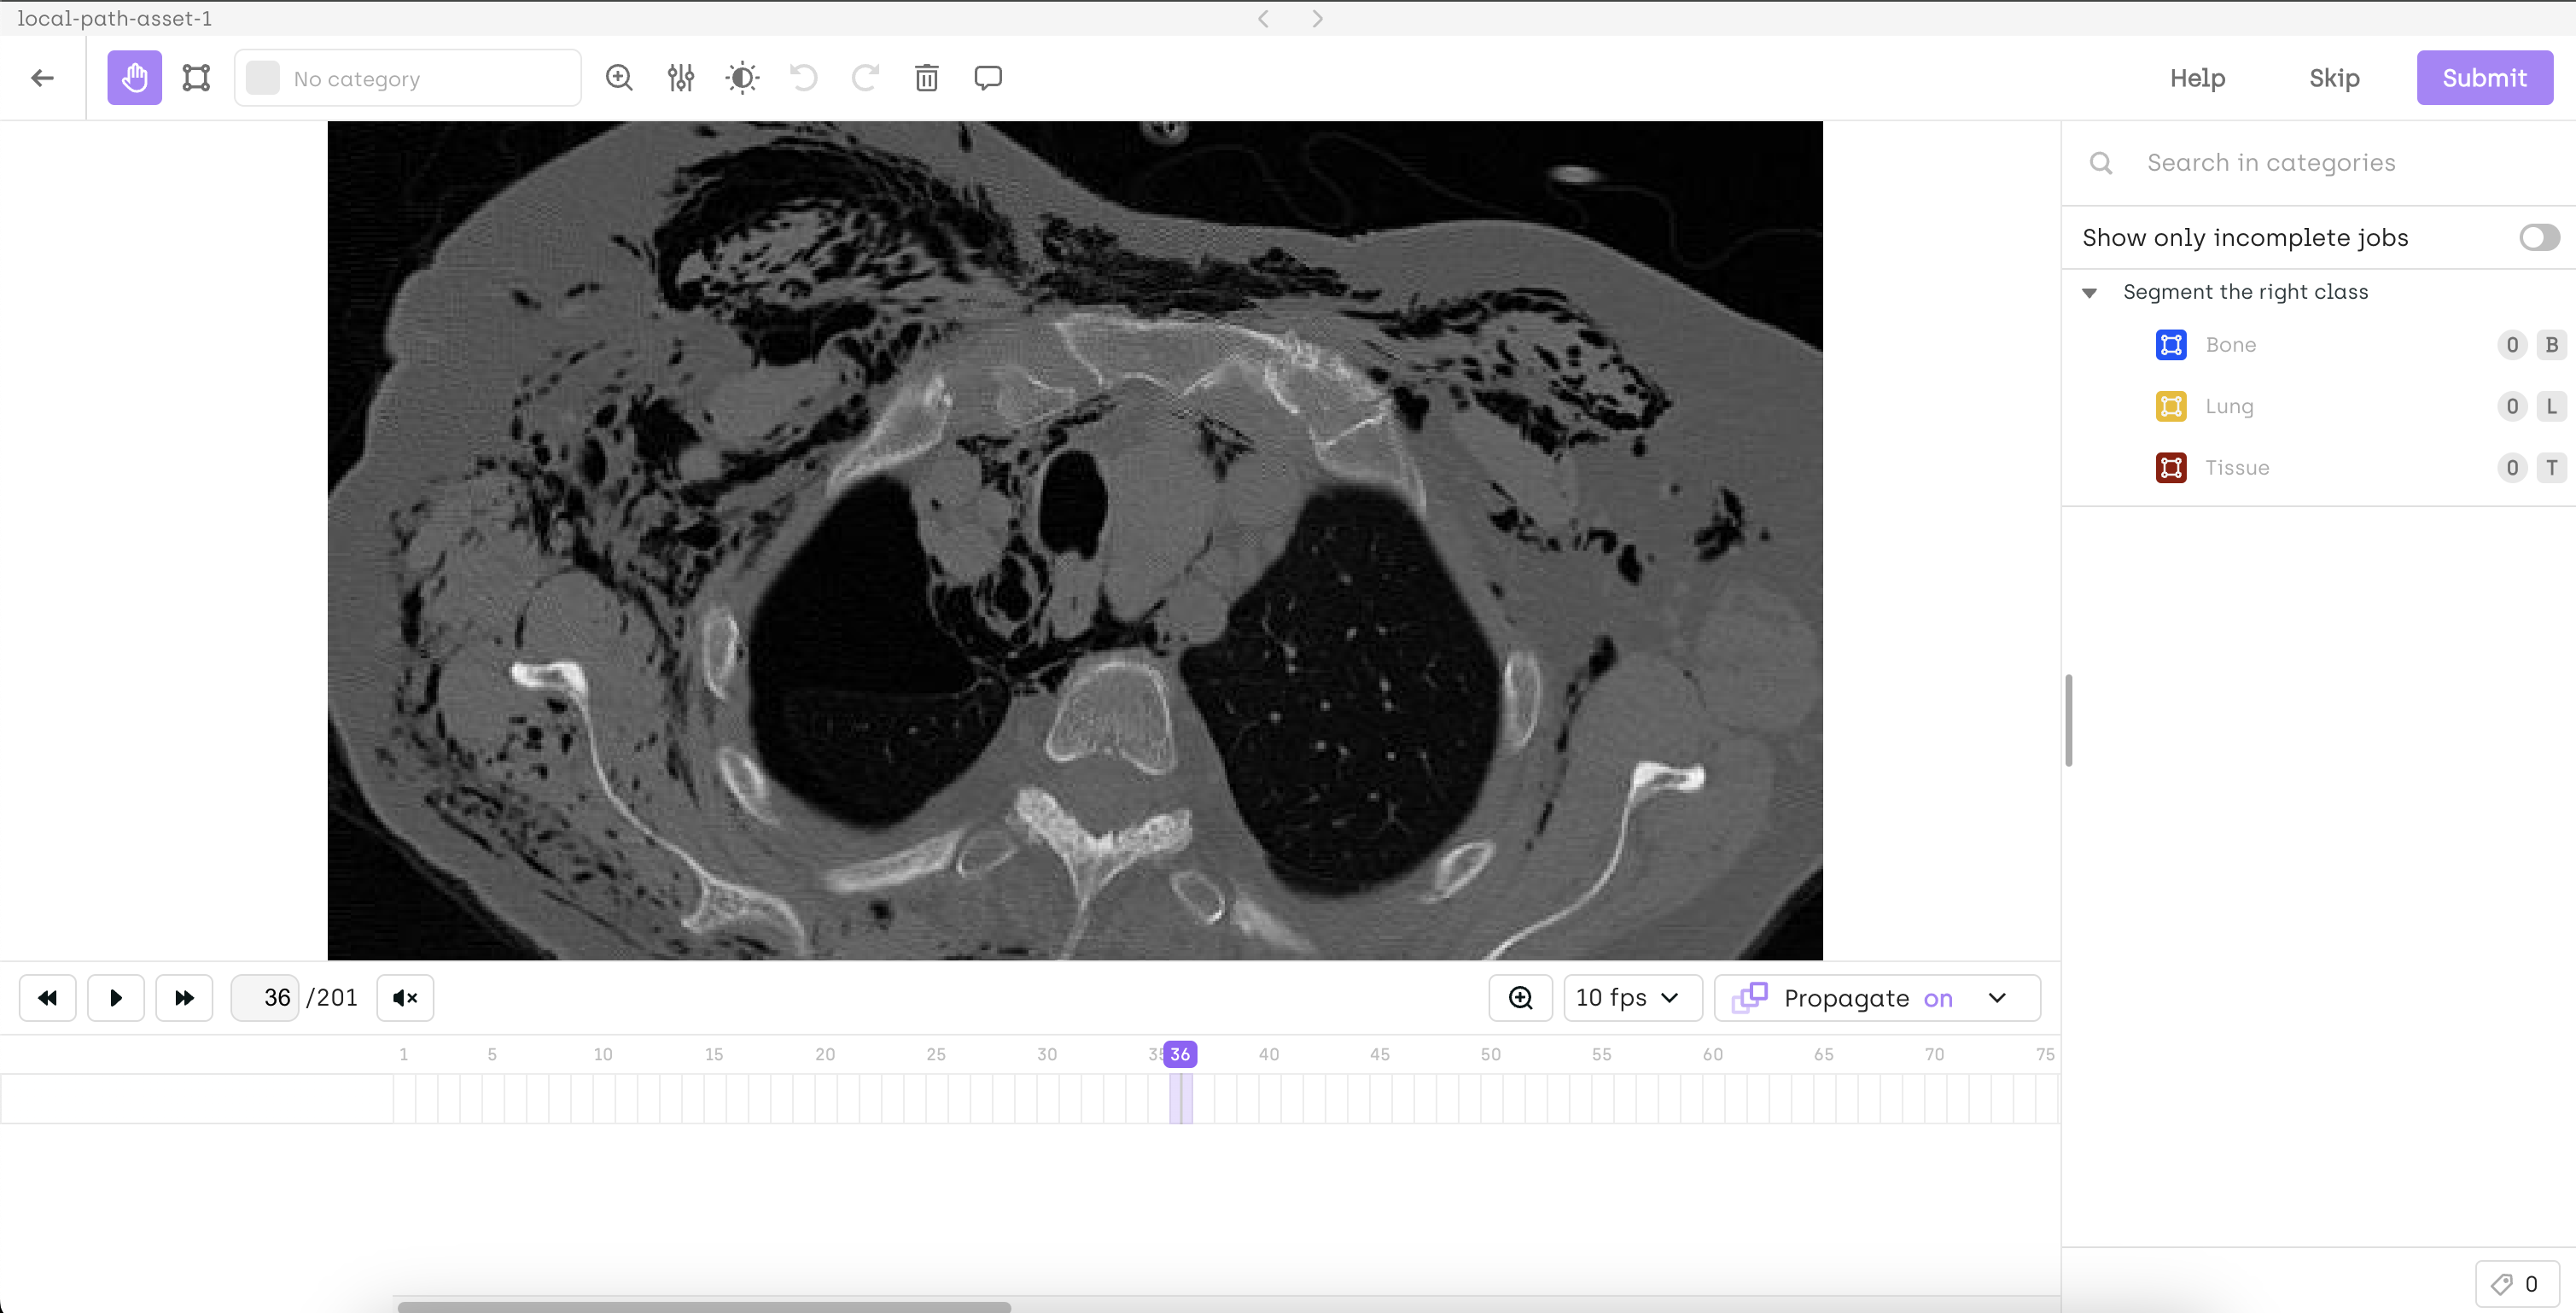 local-path-asset-1
No category
Help
Skip
Submit
Search in categories
Show only incomplete jobs
Segment the right class
Bone 0 B
Lung 0 L
Tissue 0 T
36 /201
10 fps
Propagate on
1 5 10 15 20 25 30 35 36 40 45 50 55 60 65 70 75
0